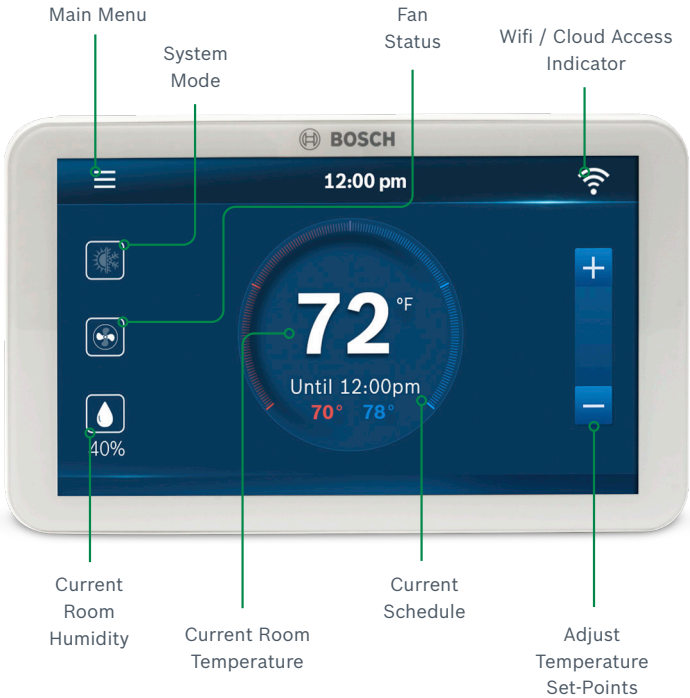 Main Menu
System
Mode
Fan
Status
Wifi / Cloud Access
Indicator
BOSCH
12:00 pm
72°F
Until 12:00pm
70° 78°
40%
Current
Room
Humidity
Current Room
Temperature
Current
Schedule
Adjust
Temperature
Set-Points